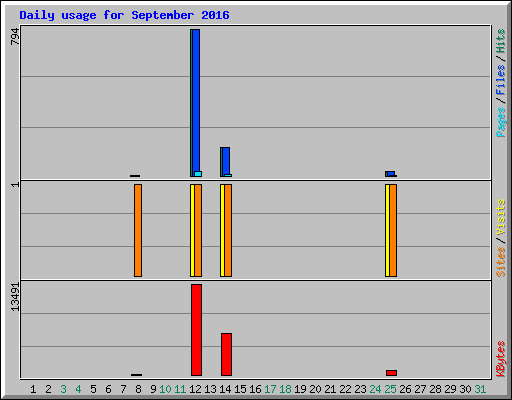 Daily usage for September 2016
794
Pages / Files / Hits
1
Sites / Visits
13491
KBytes
1 2 3 4 5 6 7 8 9 10 11 12 13 14 15 16 17 18 19 20 21 22 23 24 25 26 27 28 29 30 31